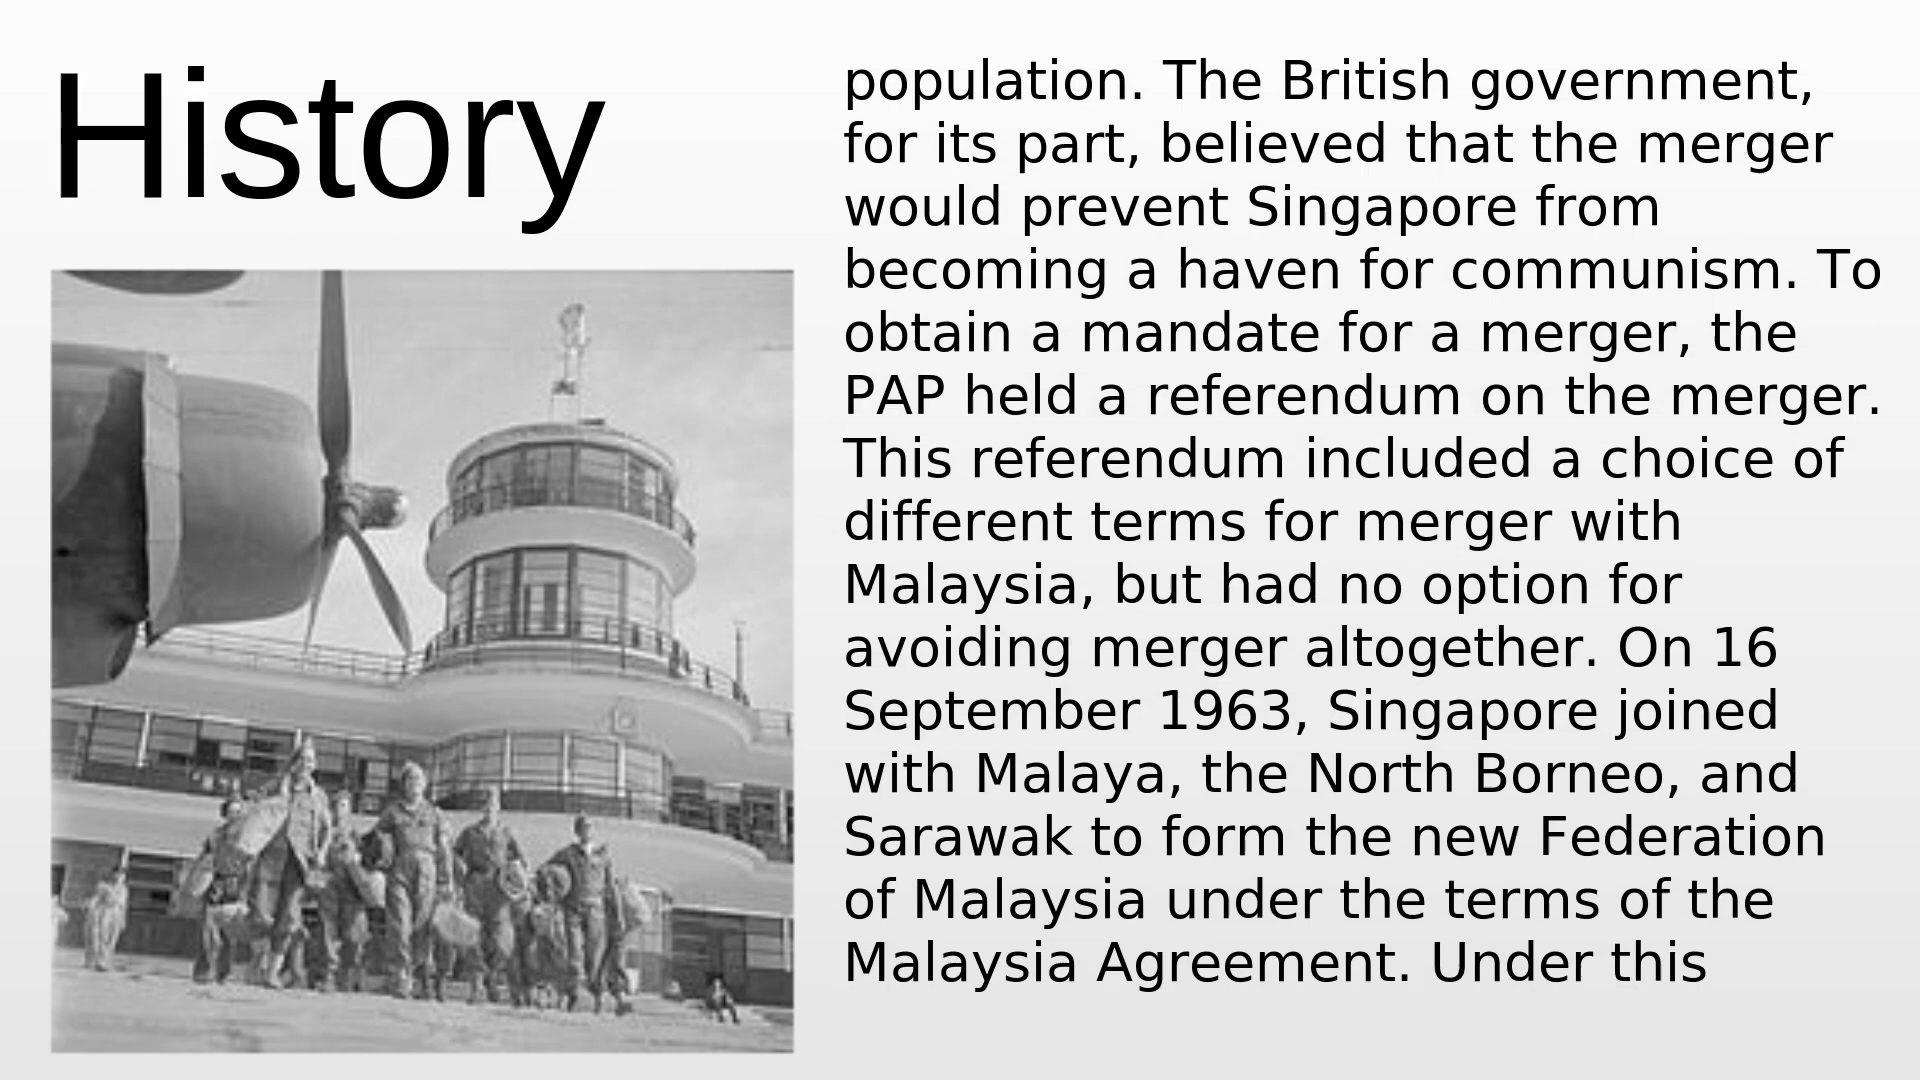 History
population. The British government,
for its part, believed that the merger
would prevent Singapore from
becoming a haven for communism. To
obtain a mandate for a merger, the
PAP held a referendum on the merger.
This referendum included a choice of
different terms for merger with
Malaysia, but had no option for
avoiding merger altogether. On 16
September 1963, Singapore joined
with Malaya, the North Borneo, and
Sarawak to form the new Federation
of Malaysia under the terms of the
Malaysia Agreement. Under this